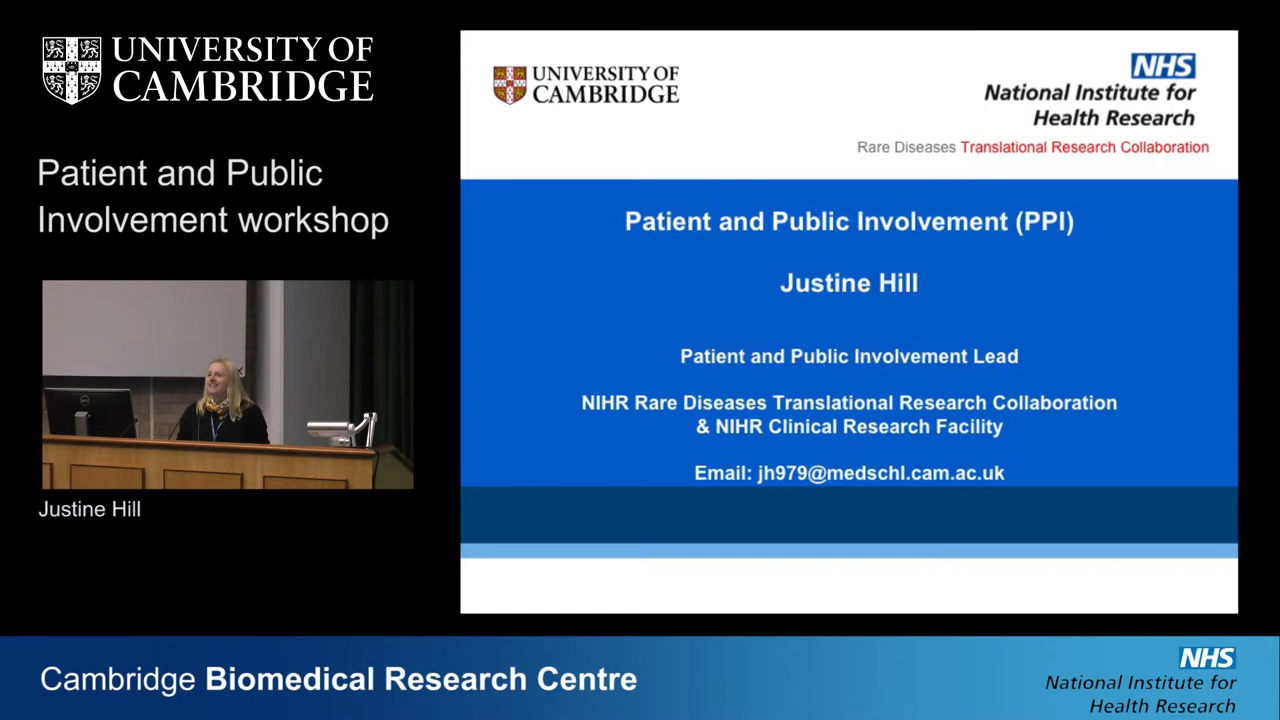 UNIVERSITY OF
CAMBRIDGE
Patient and Public
Involvement workshop
Justine Hill
UNIVERSITY OF
CAMBRIDGE
NHS
National Institute for
Health Research
Rare Diseases Translational Research Collaboration
Patient and Public Involvement (PPI)
Justine Hill
Patient and Public Involvement Lead
NIHR Rare Diseases Translational Research Collaboration
& NIHR Clinical Research Facility
Email: jh979@medschl.cam.ac.uk
Cambridge Biomedical Research Centre
NHS
National Institute for
Health Research